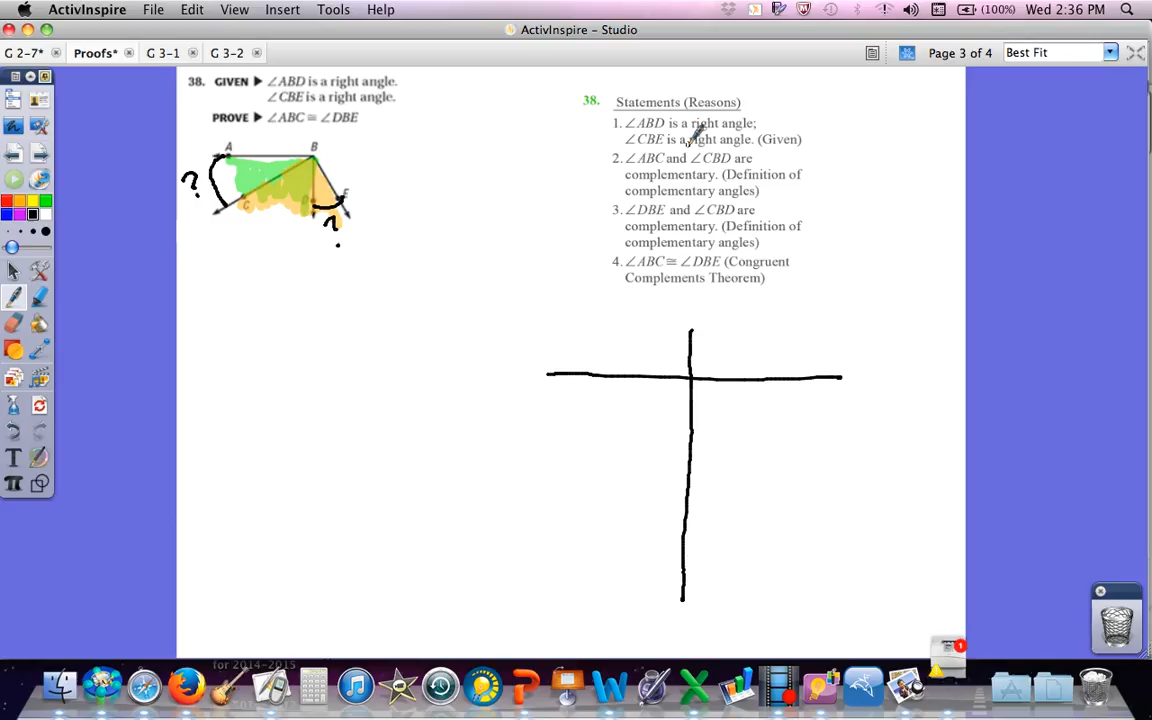 ActivInspire File Edit View Insert Tools Help (100%) Wed 2:36 PM
ActivInspire – Studio
G 2-7* Proofs* G 3-1 G 3-2 Page 3 of 4 Best Fit
38. GIVEN ▶ ∠ABD is a right angle.
∠CBE is a right angle.
PROVE ▶ ∠ABC ≅ ∠DBE
A B
C E
? ?
38. Statements (Reasons)
1. ∠ABD is a right angle;
∠CBE is a right angle. (Given)
2. ∠ABC and ∠CBD are
complementary. (Definition of
complementary angles)
3. ∠DBE and ∠CBD are
complementary. (Definition of
complementary angles)
4. ∠ABC ≅ ∠DBE (Congruent
Complements Theorem)
for 2014-2015
1